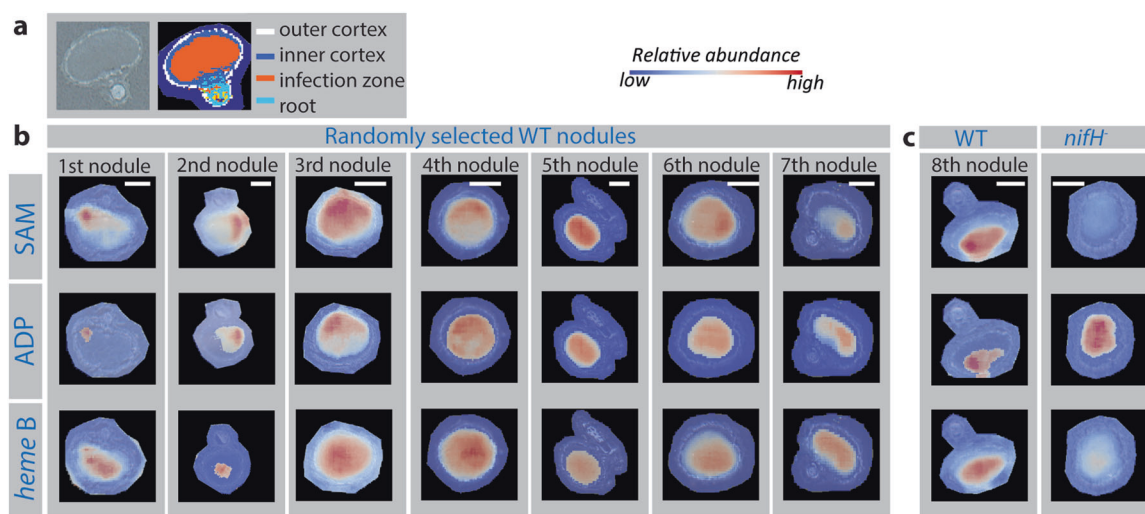 a
outer cortex
inner cortex
infection zone
root
Relative abundance
low
high
b
Randomly selected WT nodules
c
WT
nifH-
1st nodule
2nd nodule
3rd nodule
4th nodule
5th nodule
6th nodule
7th nodule
8th nodule
SAM
ADP
heme B